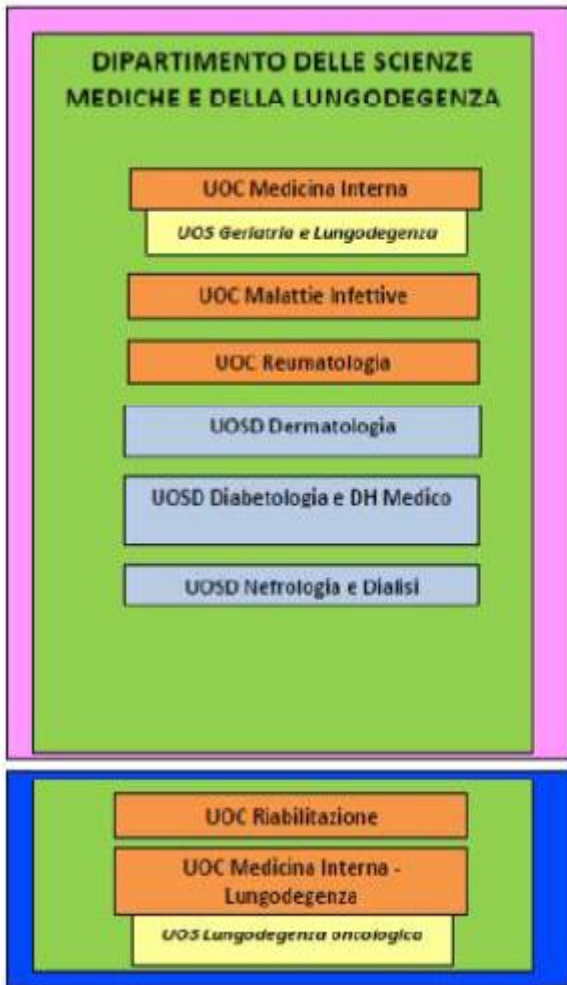 DIPARTIMENTO DELLE SCIENZE
MEDICHE E DELLA LUNGODEGENZA
UOC Medicina Interna
UOS Geriatria e Lungodegenza
UOC Malattie Infettive
UOC Reumatologia
UOSD Dermatologia
UOSD Diabetologia e DH Medico
UOSD Nefrologia e Dialisi
UOC Riabilitazione
UOC Medicina Interna -
Lungodegenza
UOS Lungodegenza oncologica